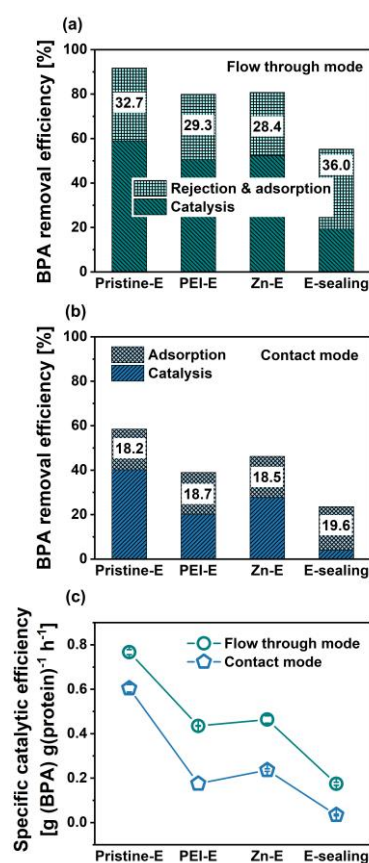 (a)
100
80
60
40
20
0
BPA removal efficiency [%]
Flow through mode
32.7
29.3
28.4
36.0
Rejection & adsorption
Catalysis
Pristine-E PEI-E Zn-E E-sealing
(b)
100
80
60
40
20
0
BPA removal efficiency [%]
Adsorption
Catalysis
Contact mode
18.2
18.7
18.5
19.6
Pristine-E PEI-E Zn-E E-sealing
(c)
0.8
0.6
0.4
0.2
0.0
Specific catalytic efficiency
[g (BPA) g(protein)⁻¹ h⁻¹]
Flow through mode
Contact mode
Pristine-E PEI-E Zn-E E-sealing